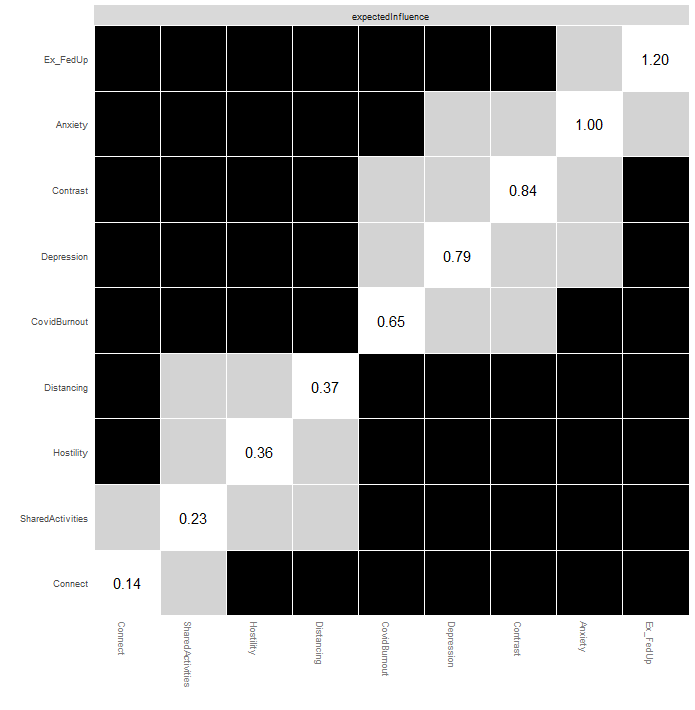 expectedInfluence
Ex_FedUp
1.20
Anxiety
1.00
Contrast
0.84
Depression
0.79
CovidBurnout
0.65
Distancing
0.37
Hostility
0.36
SharedActivities
0.23
Connect
0.14
Connect
SharedActivities
Hostility
Distancing
CovidBurnout
Depression
Contrast
Anxiety
Ex_FedUp